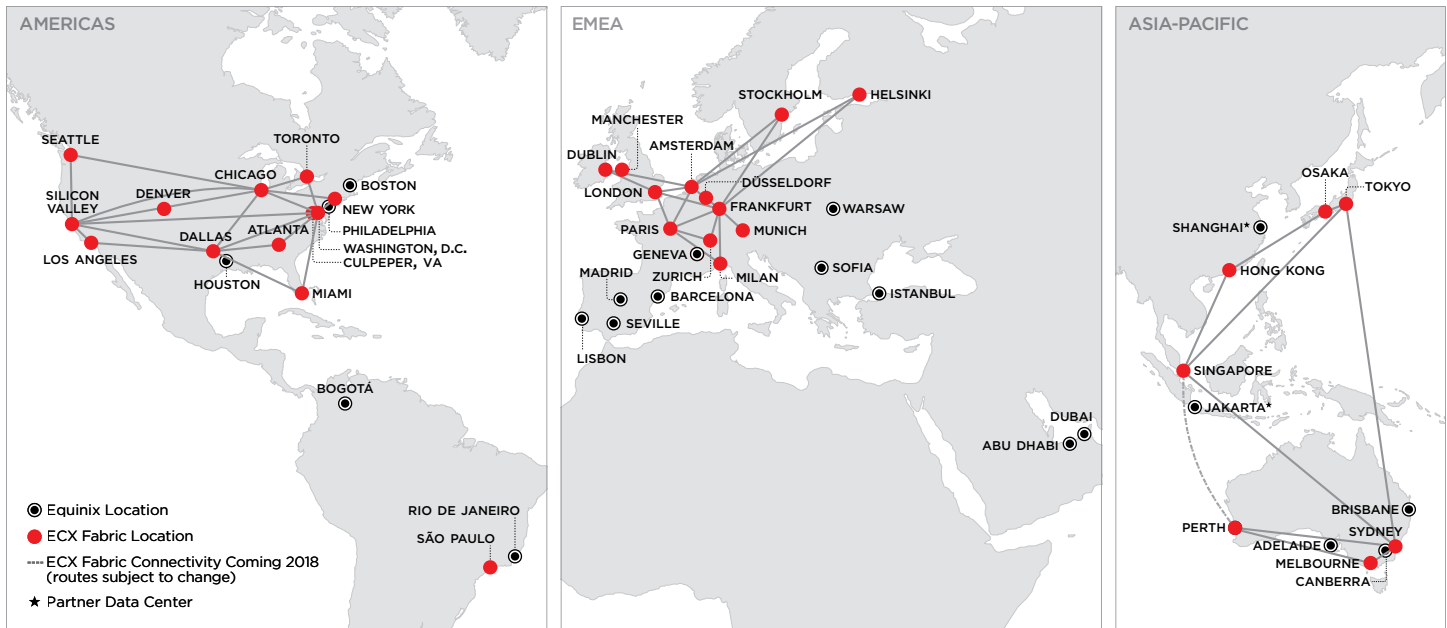 AMERICAS
SEATTLE
TORONTO
CHICAGO
BOSTON
SILICON
VALLEY
DENVER
NEW YORK
PHILADELPHIA
ATLANTA
DALLAS
WASHINGTON, D.C.
CULPEPER, VA
LOS ANGELES
HOUSTON
MIAMI
BOGOTÁ
RIO DE JANEIRO
SÃO PAULO
Equinix Location
ECX Fabric Location
ECX Fabric Connectivity Coming 2018
(routes subject to change)
★ Partner Data Center
EMEA
STOCKHOLM
HELSINKI
MANCHESTER
AMSTERDAM
DUBLIN
DÜSSELDORF
LONDON
FRANKFURT
WARSAW
PARIS
MUNICH
GENEVA
ZURICH
MILAN
SOFIA
MADRID
BARCELONA
ISTANBUL
SEVILLE
LISBON
DUBAI
ABU DHABI
ASIA-PACIFIC
OSAKA
TOKYO
SHANGHAI★
HONG KONG
SINGAPORE
JAKARTA★
BRISBANE
PERTH
SYDNEY
ADELAIDE
MELBOURNE
CANBERRA